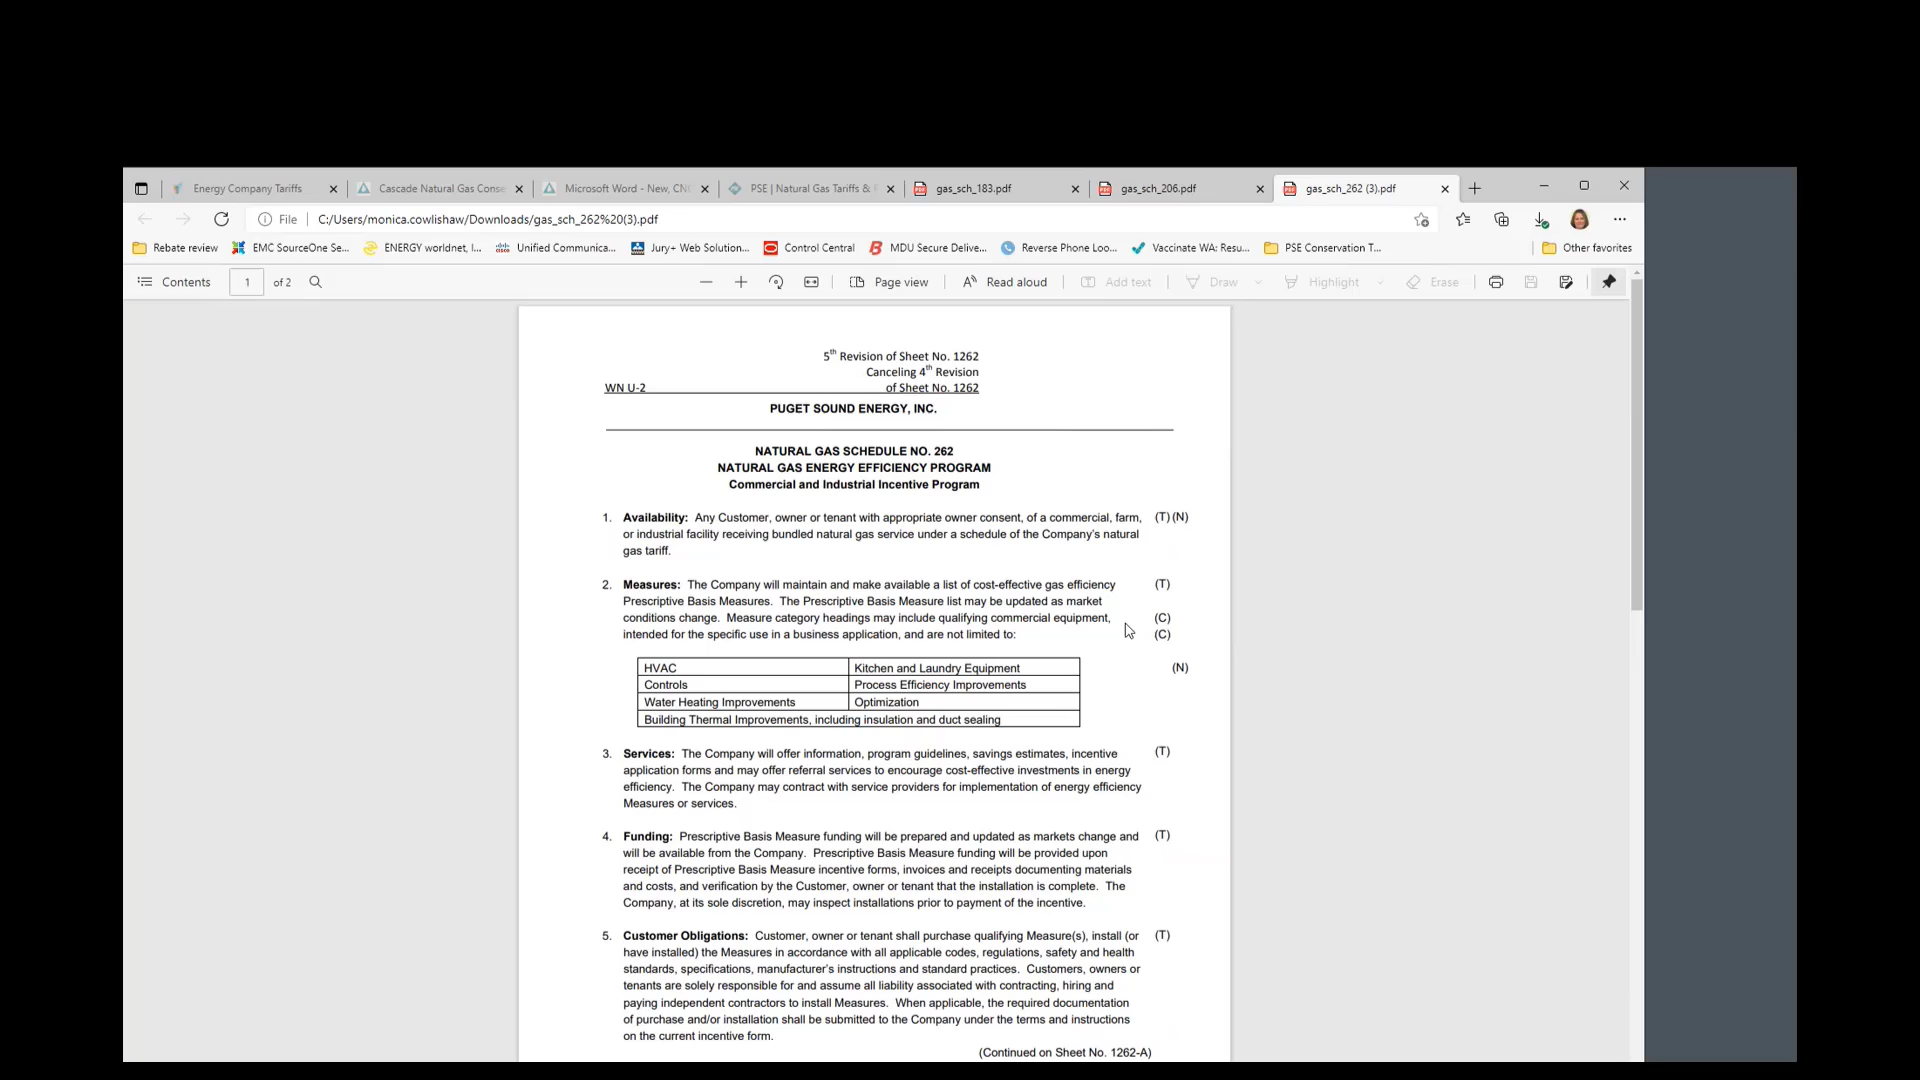 Energy Company Tariffs
Cascade Natural Gas Conse
Microsoft Word - New, CNG
PSE | Natural Gas Tariffs &
gas_sch_183.pdf
gas_sch_206.pdf
gas_sch_262 (3).pdf
File | C:/Users/monica.cowlishaw/Downloads/gas_sch_262%20(3).pdf
Rebate review
EMC SourceOne Se...
ENERGY worldnet, I...
Unified Communica...
Jury+ Web Solution...
Control Central
MDU Secure Delive...
Reverse Phone Loo...
Vaccinate WA: Resu...
PSE Conservation T...
Other favorites
Contents
1 of 2
Page view
Read aloud
Add text
Draw
Highlight
Erase
5th Revision of Sheet No. 1262
Canceling 4th Revision
WN U-2 of Sheet No. 1262
PUGET SOUND ENERGY, INC.
NATURAL GAS SCHEDULE NO. 262
NATURAL GAS ENERGY EFFICIENCY PROGRAM
Commercial and Industrial Incentive Program
1. Availability: Any Customer, owner or tenant with appropriate owner consent, of a commercial, farm, (T) (N)
or industrial facility receiving bundled natural gas service under a schedule of the Company's natural
gas tariff.
2. Measures: The Company will maintain and make available a list of cost-effective gas efficiency (T)
Prescriptive Basis Measures. The Prescriptive Basis Measure list may be updated as market
conditions change. Measure category headings may include qualifying commercial equipment, (C)
intended for the specific use in a business application, and are not limited to: (C)
HVAC Kitchen and Laundry Equipment (N)
Controls Process Efficiency Improvements
Water Heating Improvements Optimization
Building Thermal Improvements, including insulation and duct sealing
3. Services: The Company will offer information, program guidelines, savings estimates, incentive (T)
application forms and may offer referral services to encourage cost-effective investments in energy
efficiency. The Company may contract with service providers for implementation of energy efficiency
Measures or services.
4. Funding: Prescriptive Basis Measure funding will be prepared and updated as markets change and (T)
will be available from the Company. Prescriptive Basis Measure funding will be provided upon
receipt of Prescriptive Basis Measure incentive forms, invoices and receipts documenting materials
and costs, and verification by the Customer, owner or tenant that the installation is complete. The
Company, at its sole discretion, may inspect installations prior to payment of the incentive.
5. Customer Obligations: Customer, owner or tenant shall purchase qualifying Measure(s), install (or (T)
have installed) the Measures in accordance with all applicable codes, regulations, safety and health
standards, specifications, manufacturer's instructions and standard practices. Customers, owners or
tenants are solely responsible for and assume all liability associated with contracting, hiring and
paying independent contractors to install Measures. When applicable, the required documentation
of purchase and/or installation shall be submitted to the Company under the terms and instructions
on the current incentive form.
(Continued on Sheet No. 1262-A)